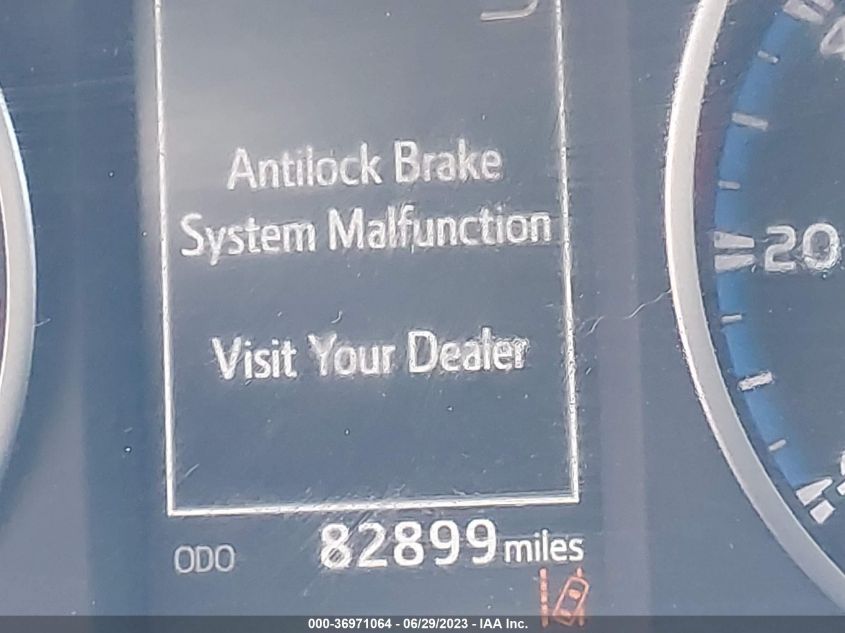 Antilock Brake
System Malfunction
Visit Your Dealer
20
ODO 82899 miles
000-36971064 - 06/29/2023 - IAA Inc.